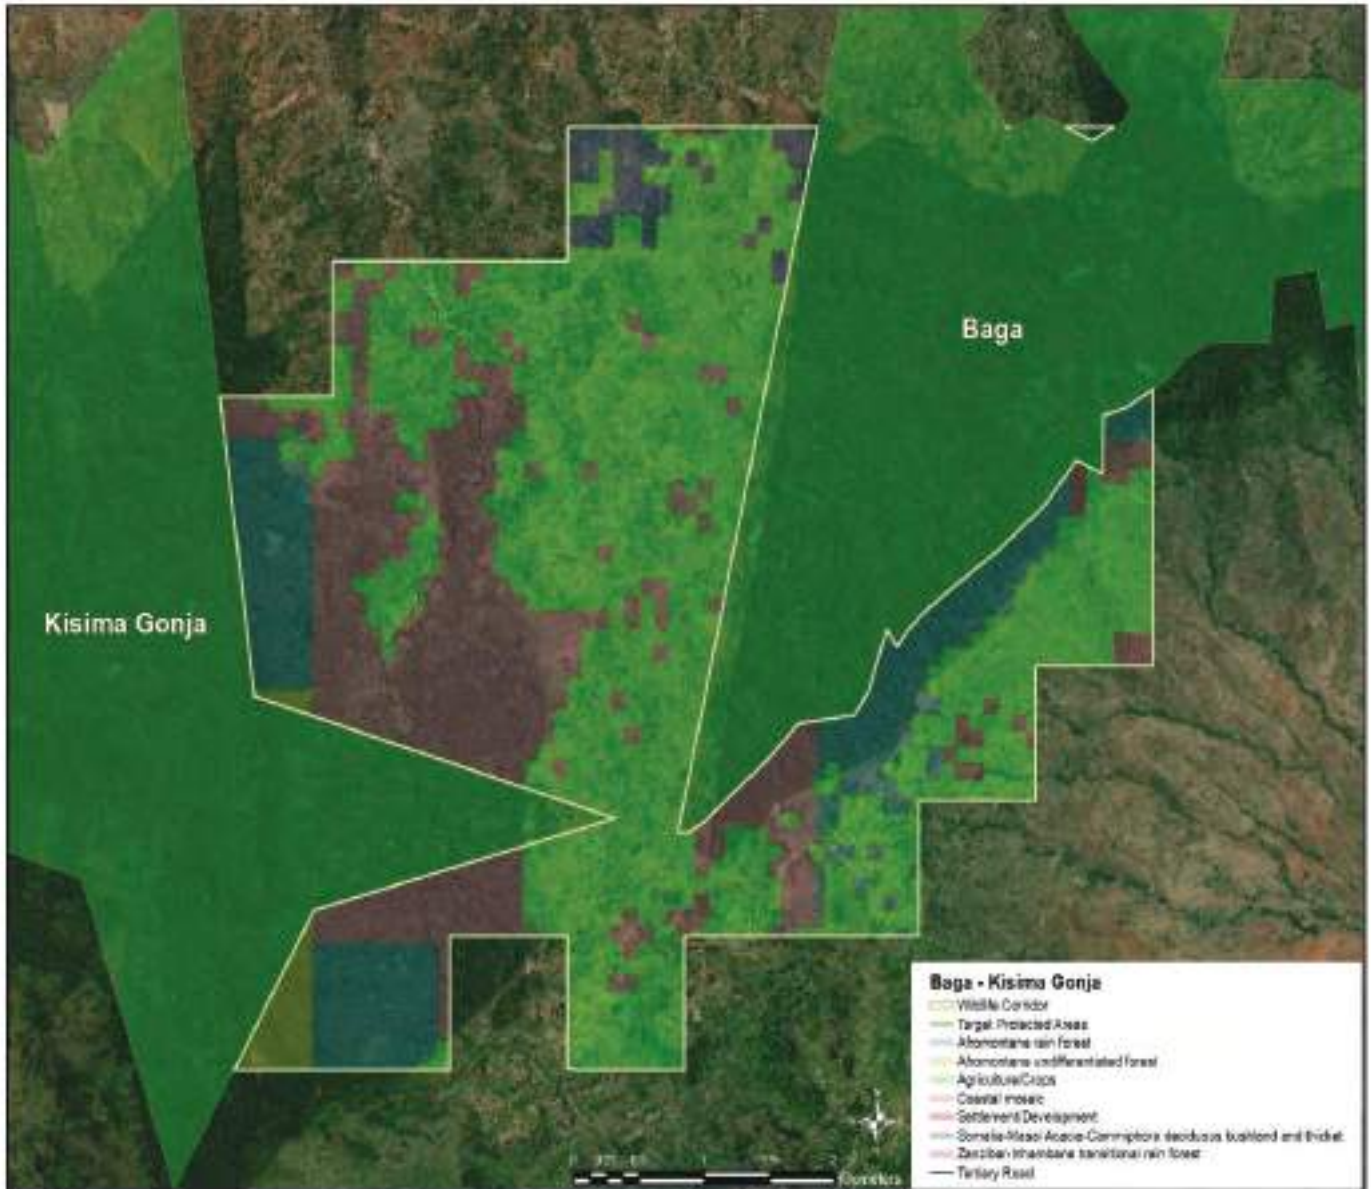 Baga
Kisima Gonja
Baga - Kisima Gonja
Wildlife Corridor
Target Protected Areas
Afromontane rain forest
Afromontane undifferentiated forest
Agriculture/Crops
Coastal mosaic
Settlement Development
Somalia-Masai Acacia-Commiphora deciduous bushland and thicket
Zanzibar-Inhambane transitional rain forest
Tertiary Road
Kilometers